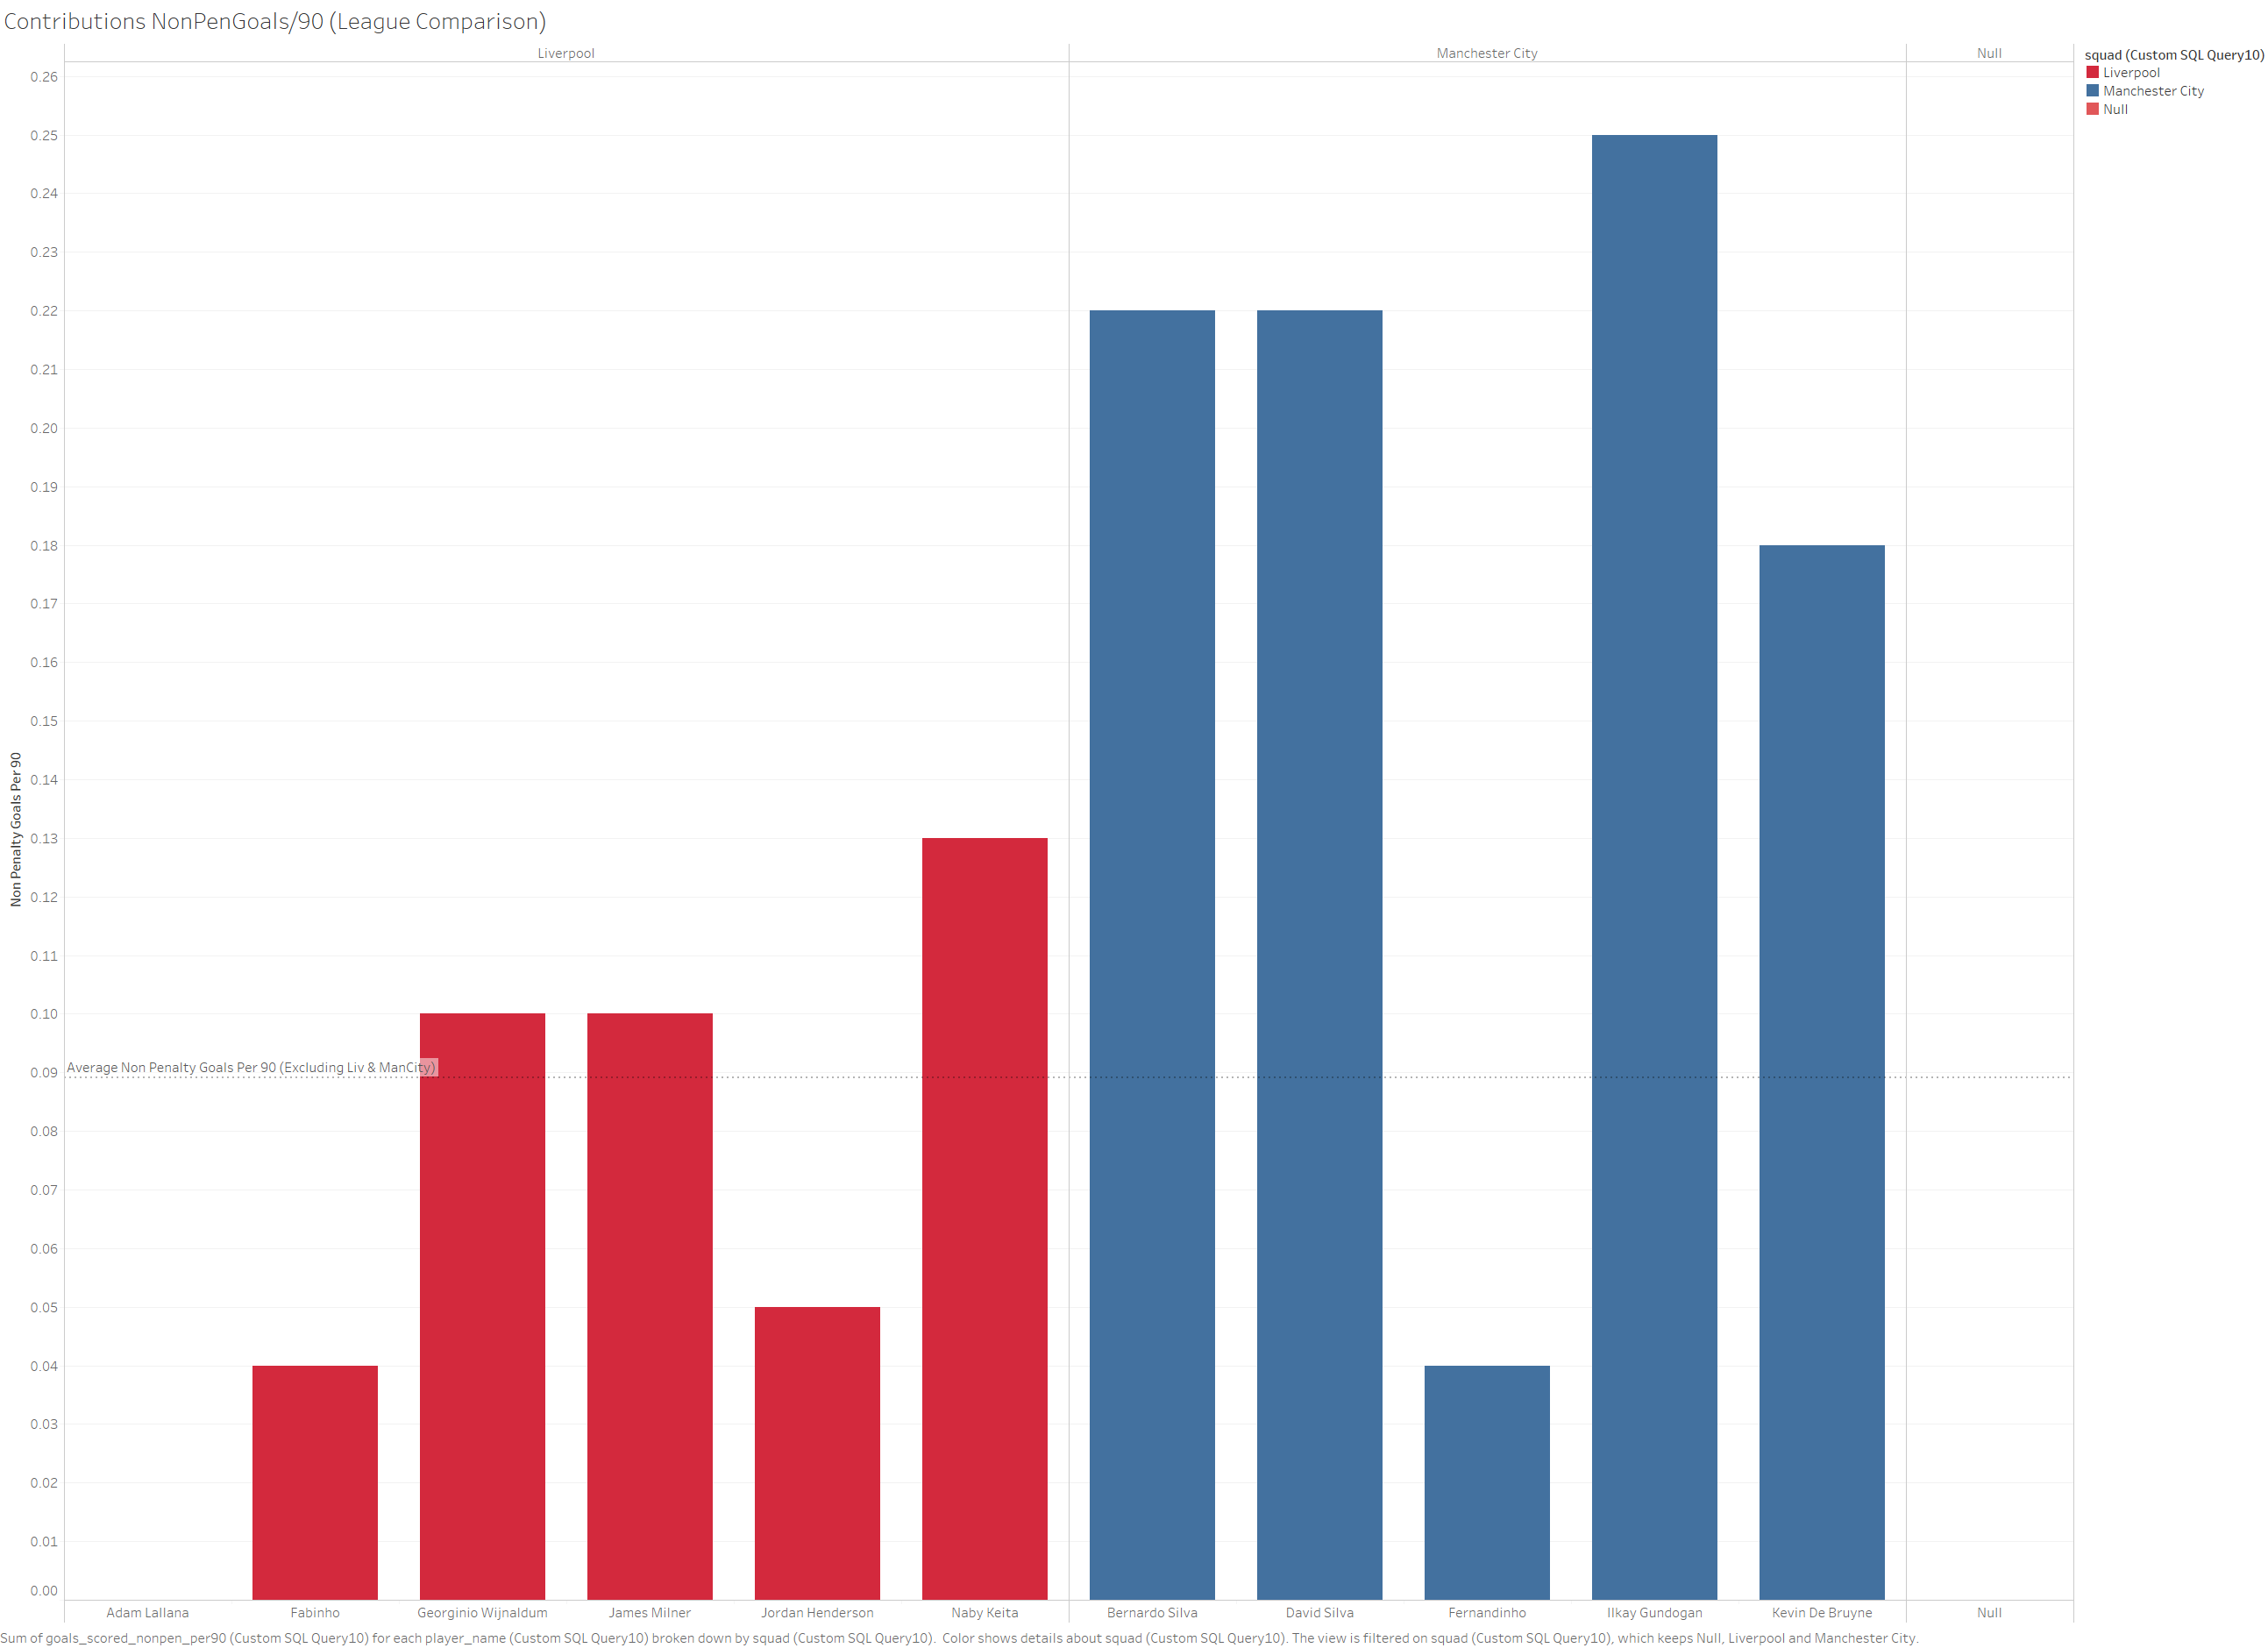 Contributions NonPenGoals/90 (League Comparison)
Liverpool
Manchester City
Null
squad (Custom SQL Query10)
Liverpool
Manchester City
Null
Non Penalty Goals Per 90
0.26
0.25
0.24
0.23
0.22
0.21
0.20
0.19
0.18
0.17
0.16
0.15
0.14
0.13
0.12
0.11
0.10
0.09
0.08
0.07
0.06
0.05
0.04
0.03
0.02
0.01
0.00
Average Non Penalty Goals Per 90 (Excluding Liv & ManCity)
Adam Lallana
Fabinho
Georginio Wijnaldum
James Milner
Jordan Henderson
Naby Keita
Bernardo Silva
David Silva
Fernandinho
Ilkay Gundogan
Kevin De Bruyne
Null
Sum of goals_scored_nonpen_per90 (Custom SQL Query10) for each player_name (Custom SQL Query10) broken down by squad (Custom SQL Query10).  Color shows details about squad (Custom SQL Query10). The view is filtered on squad (Custom SQL Query10), which keeps Null, Liverpool and Manchester City.